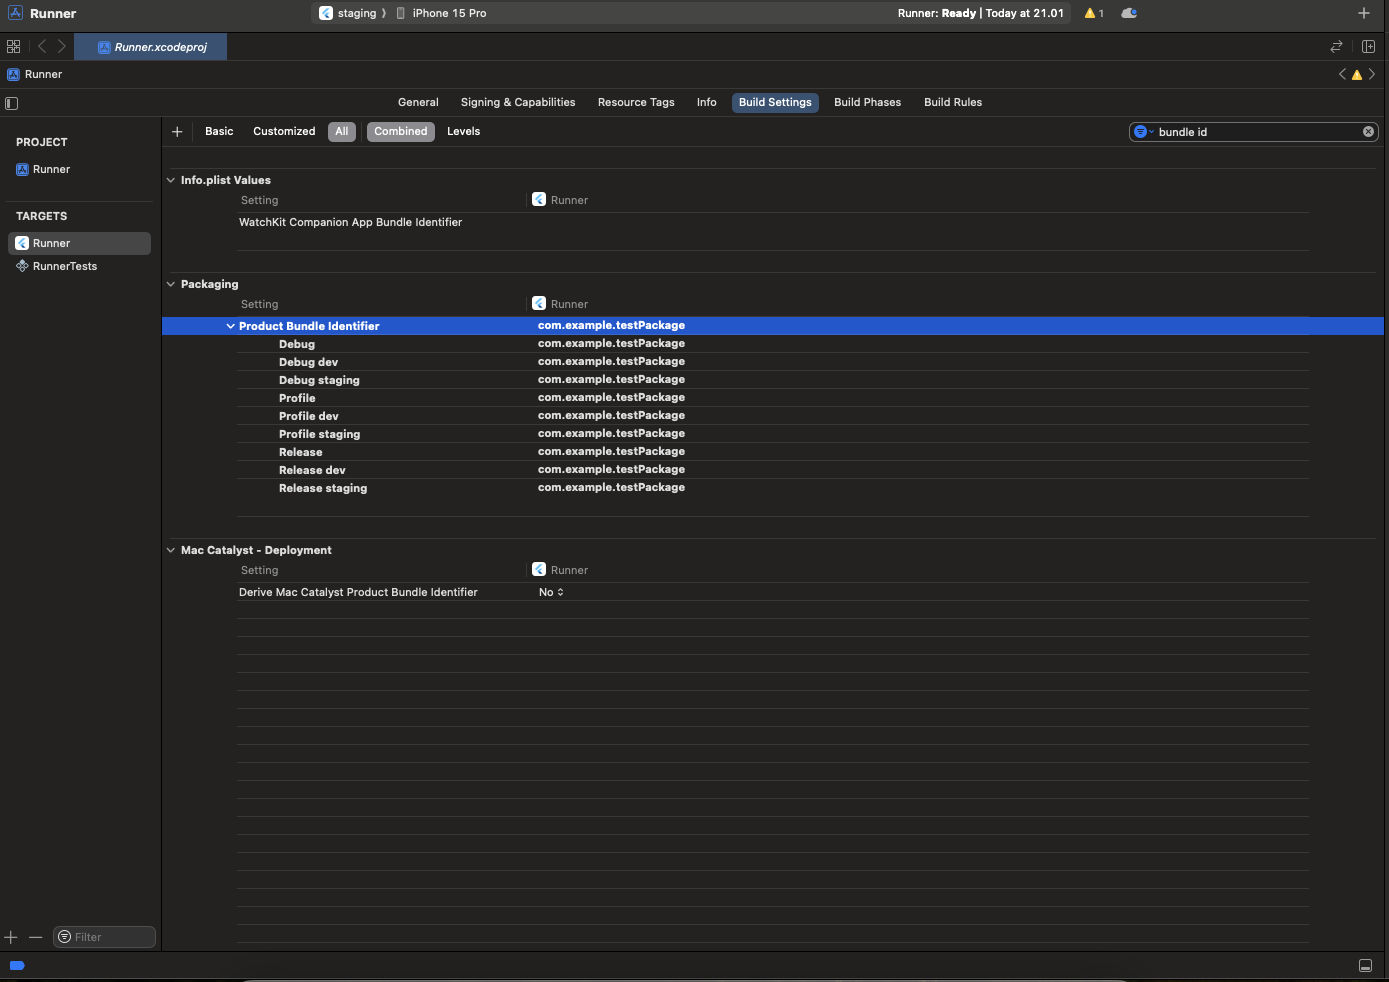 Runner
staging
iPhone 15 Pro
Runner: Ready | Today at 21.01
1
Runner.xcodeproj
Runner
General
Signing & Capabilities
Resource Tags
Info
Build Settings
Build Phases
Build Rules
PROJECT
Runner
TARGETS
Runner
RunnerTests
Basic
Customized
All
Combined
Levels
bundle id
Info.plist Values
Setting Runner
WatchKit Companion App Bundle Identifier
Packaging
Setting Runner
Product Bundle Identifier com.example.testPackage
Debug com.example.testPackage
Debug dev com.example.testPackage
Debug staging com.example.testPackage
Profile com.example.testPackage
Profile dev com.example.testPackage
Profile staging com.example.testPackage
Release com.example.testPackage
Release dev com.example.testPackage
Release staging com.example.testPackage
Mac Catalyst - Deployment
Setting Runner
Derive Mac Catalyst Product Bundle Identifier No
Filter